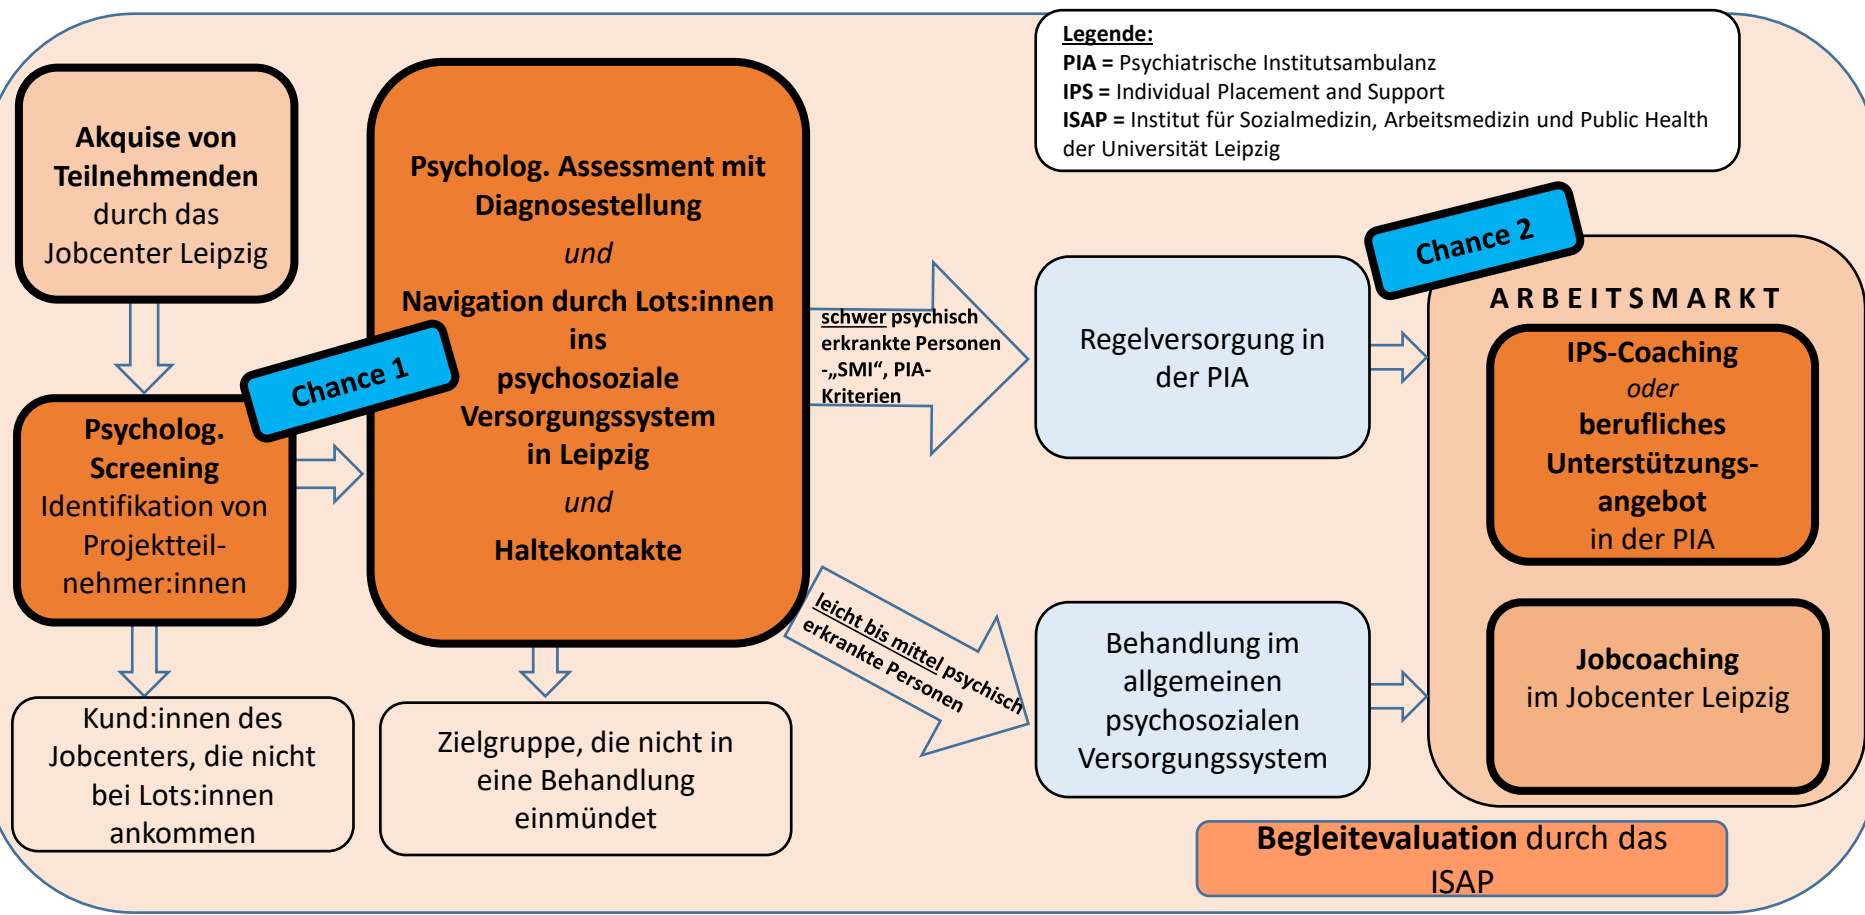 Legende:
PIA = Psychiatrische Institutsambulanz
IPS = Individual Placement and Support
ISAP = Institut für Sozialmedizin, Arbeitsmedizin und Public Health
der Universität Leipzig
Akquise von
Teilnehmenden
durch das
Jobcenter Leipzig
Psycholog.
Screening
Identifikation von
Projektteil-
nehmer:innen
Kund:innen des
Jobcenters, die nicht
bei Lots:innen
ankommen
Chance 1
Psycholog. Assessment mit
Diagnosestellung
und
Navigation durch Lots:innen
ins
psychosoziale
Versorgungssystem
in Leipzig
und
Haltekontakte
Zielgruppe, die nicht in
eine Behandlung
einmündet
schwer psychisch
erkrankte Personen
-„SMI“, PIA-
Kriterien
leicht bis mittel psychisch
erkrankte Personen
Regelversorgung in
der PIA
Behandlung im
allgemeinen
psychosozialen
Versorgungssystem
Chance 2
ARBEITSMARKT
IPS-Coaching
oder
berufliches
Unterstützungs-
angebot
in der PIA
Jobcoaching
im Jobcenter Leipzig
Begleitevaluation durch das
ISAP